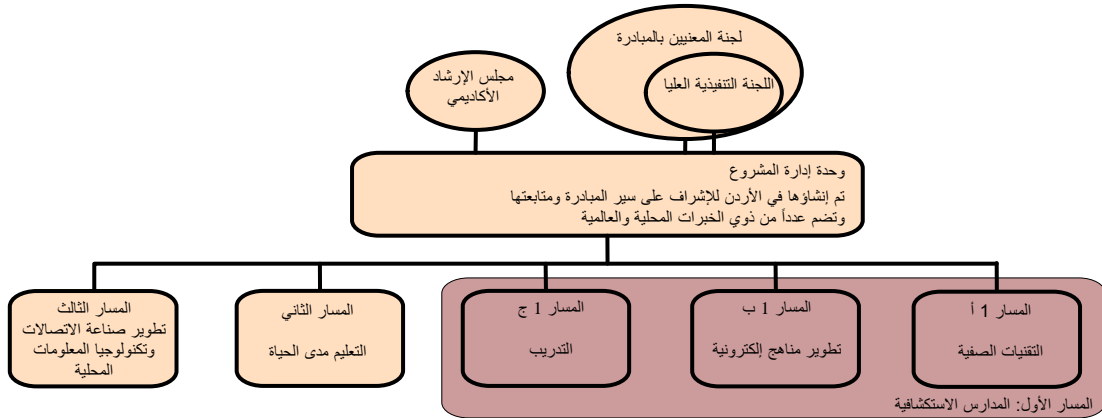 لجنة المعنيين بالمبادرة
اللجنة التنفيذية العليا
مجلس الإرشاد
الأكاديمي
وحدة إدارة المشروع
تم إنشاؤها في الأردن للإشراف على سير المبادرة ومتابعتها
وتضم عدداً من ذوي الخبرات المحلية والعالمية
المسار 1 أ
التقنيات الصفية
المسار 1 ب
تطوير مناهج إلكترونية
المسار 1 ج
التدريب
المسار الثاني
التعليم مدى الحياة
المسار الثالث
تطوير صناعة الاتصالات
وتكنولوجيا المعلومات
المحلية
المسار الأول: المدارس الاستكشافية